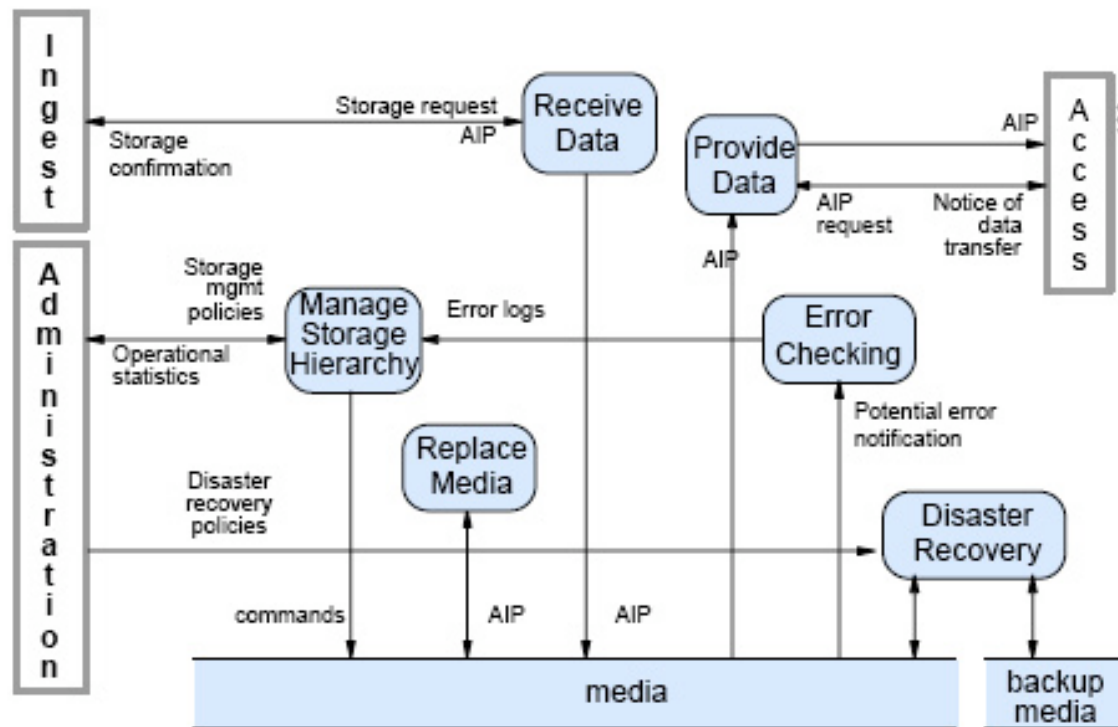 Ingest
Storage request
AIP
Storage
confirmation
Receive
Data
Provide
Data
AIP
AIP
request
Notice of
data
transfer
Access
Administration
Storage
mgmt
policies
Operational
statistics
Manage
Storage
Hierarchy
Error logs
AIP
Error
Checking
Potential error
notification
Replace
Media
Disaster
recovery
policies
Disaster
Recovery
commands
AIP
AIP
media
backup
media